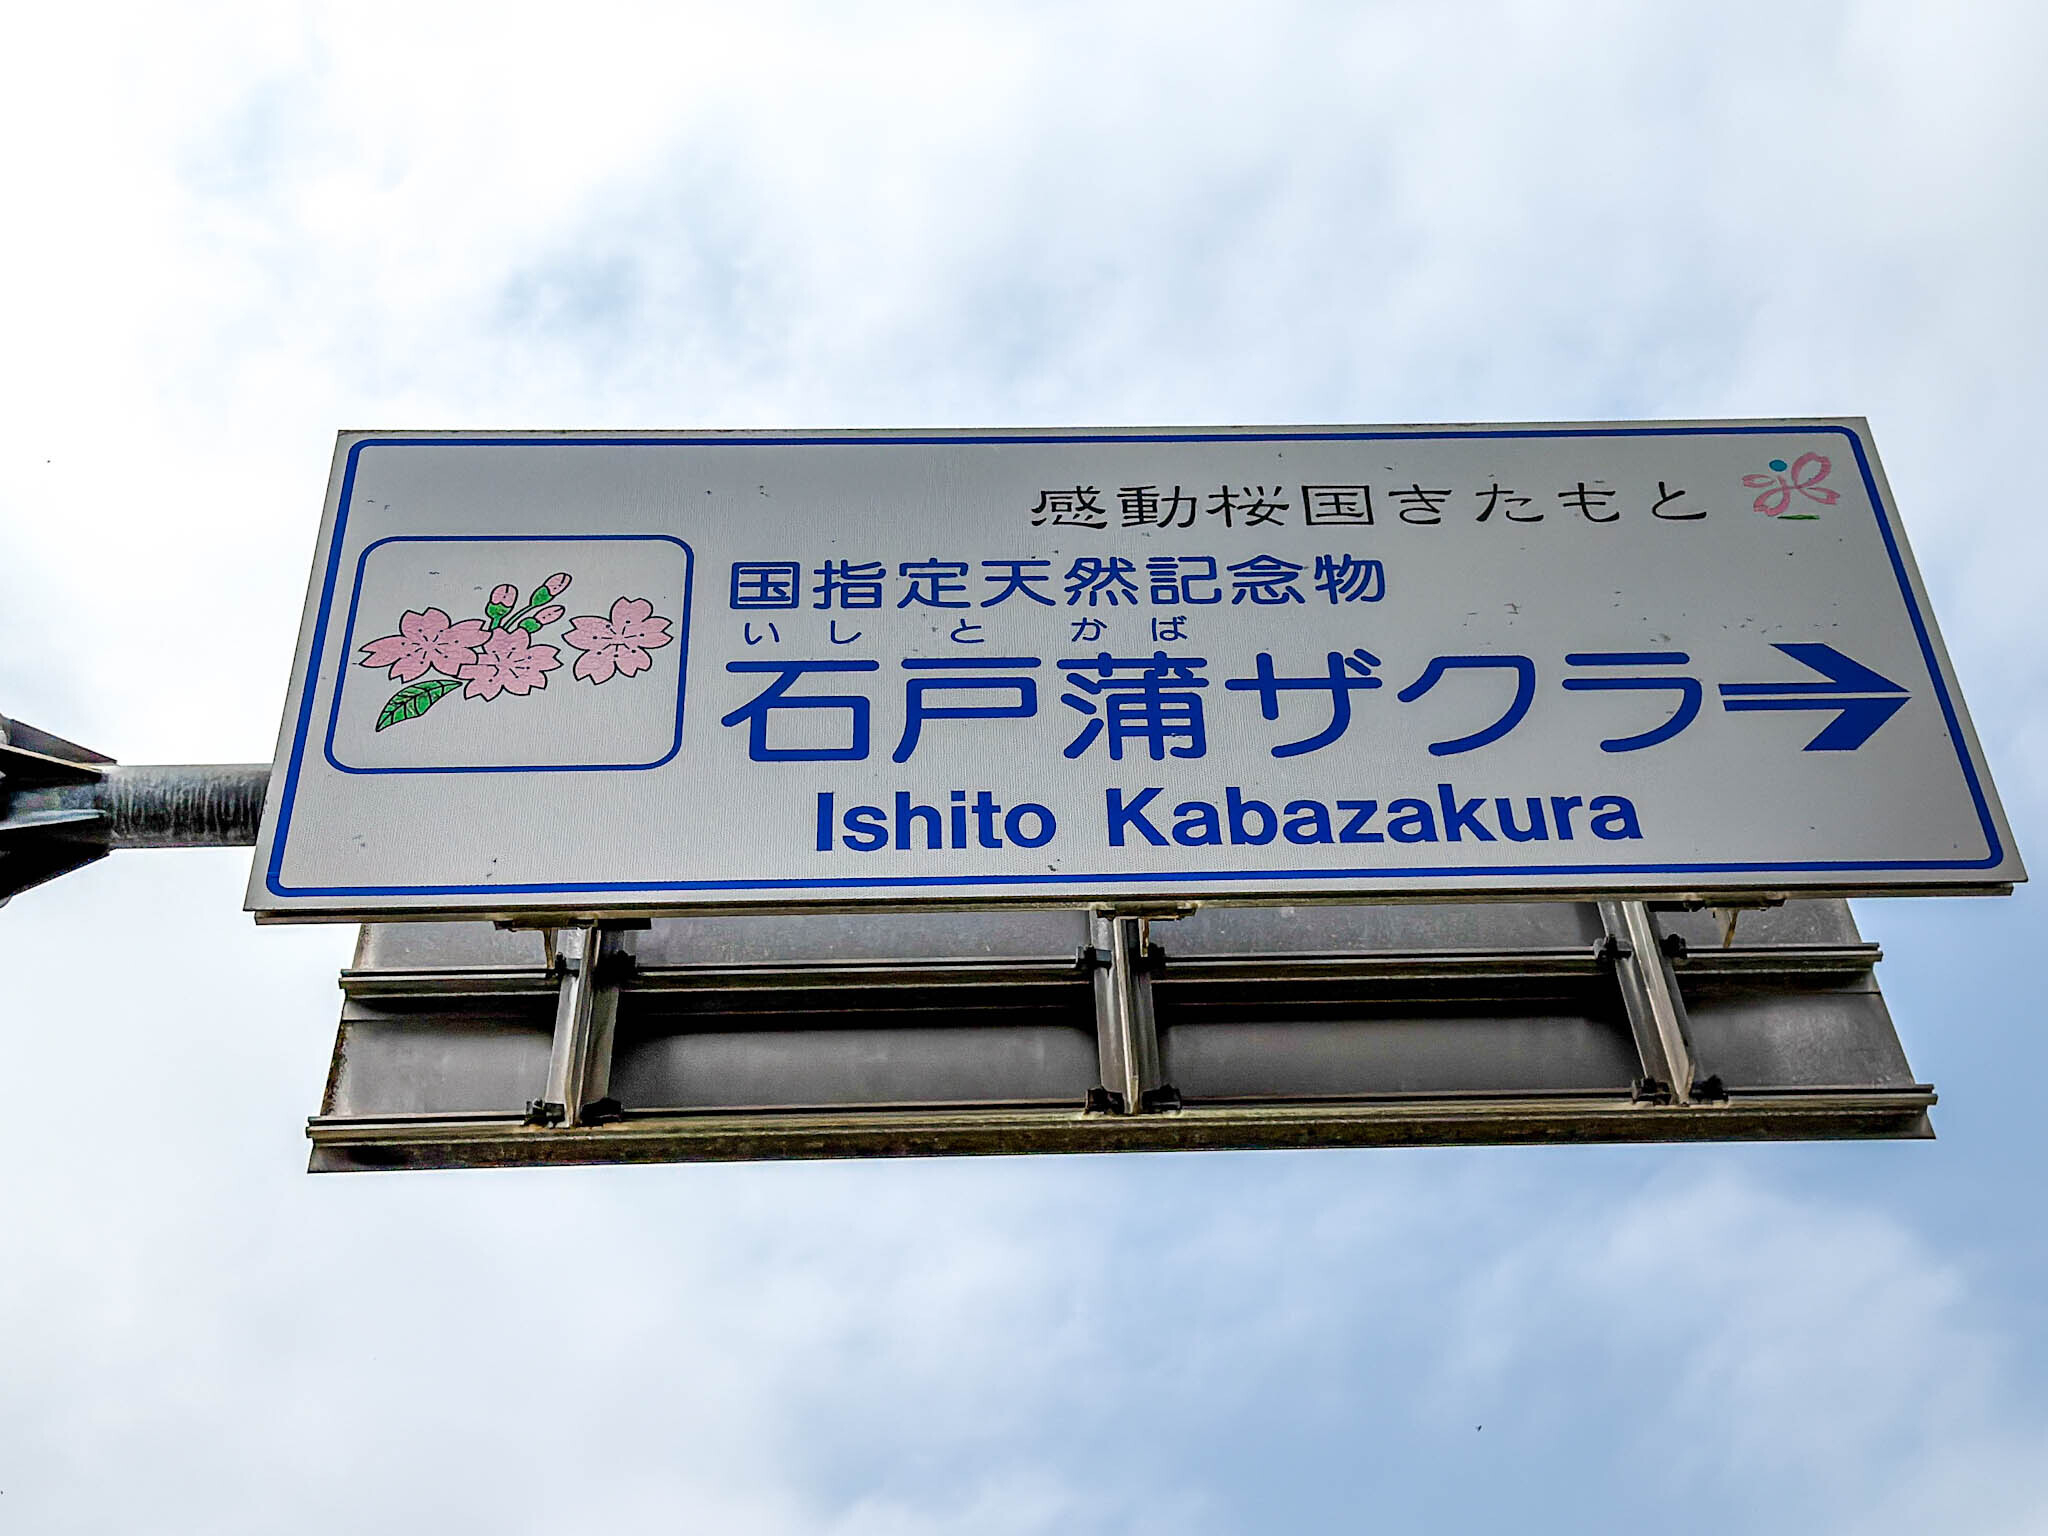 感動桜国きたもと
国指定天然記念物
いしとかば
石戸蒲ザクラ
Ishito Kabazakura